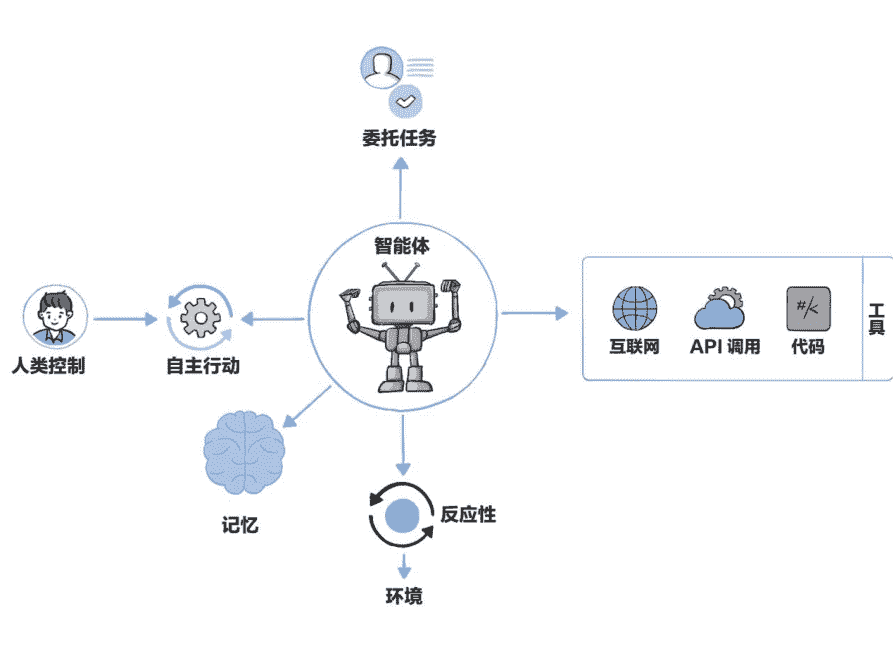 委托任务
智能体
人类控制
自主行动
互联网
API 调用
代码
#/<
工具
记忆
反应性
环境